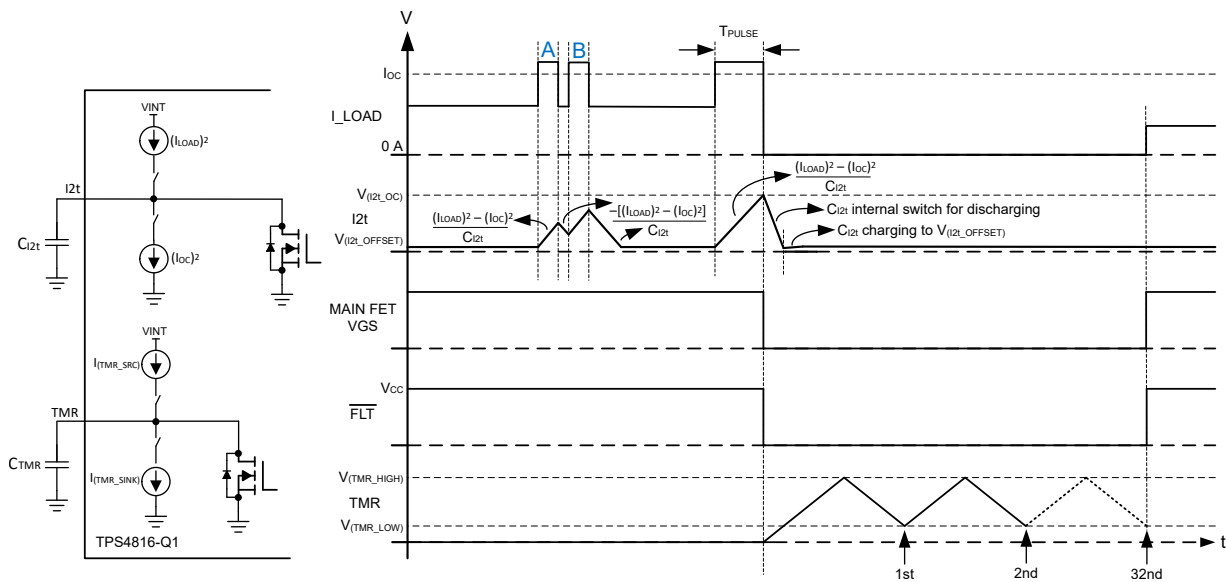 VINT
(ILOAD)²
I2t
CI2t
(IOC)²
VINT
I(TMR_SRC)
TMR
CTMR
I(TMR_SINK)
TPS4816-Q1
V
A
B
TPULSE
IOC
I_LOAD
0 A
V(I2t_OC)
I2t
V(I2t_OFFSET)
(ILOAD)² – (IOC)²
CI2t
–[(ILOAD)² – (IOC)²]
CI2t
(ILOAD)² – (IOC)²
CI2t
CI2t internal switch for discharging
CI2t charging to V(I2t_OFFSET)
MAIN FET
VGS
VCC
FLT
V(TMR_HIGH)
TMR
V(TMR_LOW)
t
1st
2nd
32nd